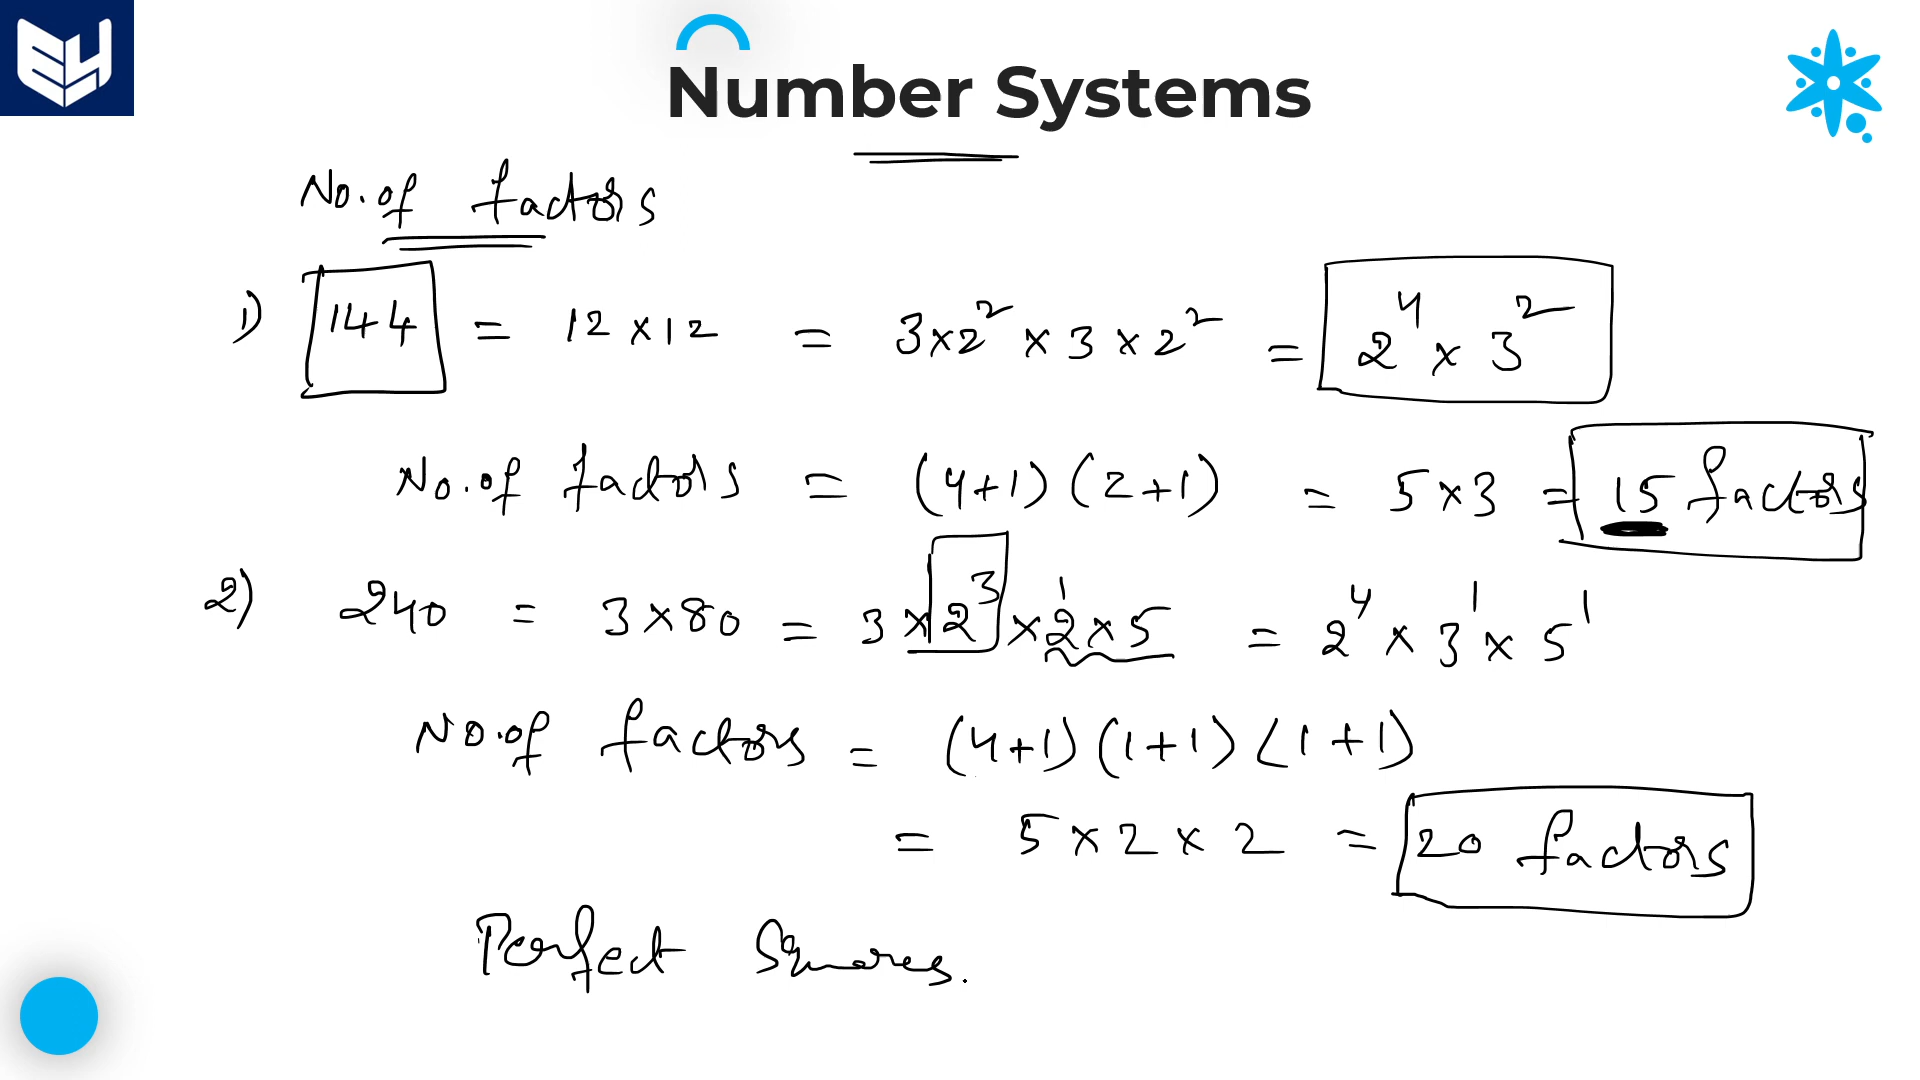 Number Systems
No. of factors
1) 144 = 12 × 12 = 3×2² × 3 × 2² = 2⁴ × 3²
No. of factors = (4+1) (2+1) = 5×3 = 15 factors
2) 240 = 3×80 = 3 × 2³ × 2¹ × 5 = 2⁴ × 3¹ × 5¹
No. of factors = (4+1) (1+1) (1+1)
= 5 × 2 × 2 = 20 factors
Perfect Squares.